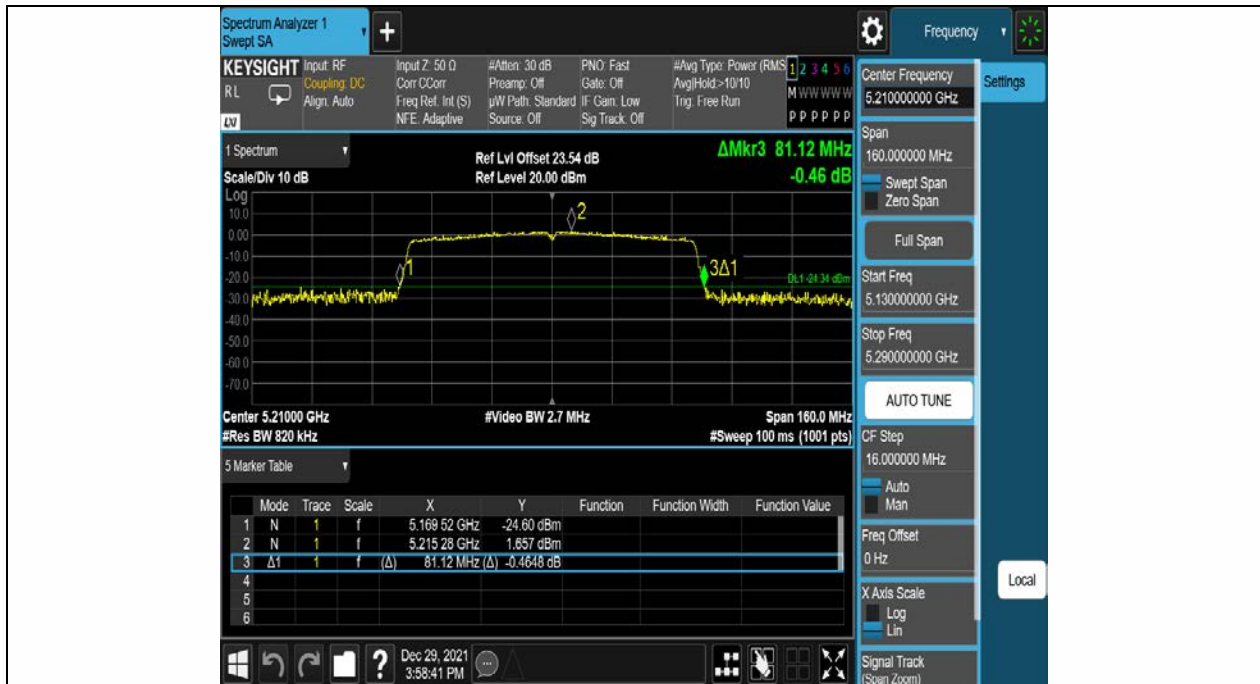 Spectrum Analyzer 1
Swept SA
+
Frequency
KEYSIGHT
RL
LXI
Input: RF
Coupling: DC
Align: Auto
Input Z: 50 Ω
Corr CCorr
Freq Ref: Int (S)
NFE: Adaptive
#Atten: 30 dB
Preamp: Off
µW Path: Standard
Source: Off
PNO: Fast
Gate: Off
IF Gain: Low
Sig Track: Off
#Avg Type: Power (RMS
Avg|Hold:>10/10
Trig: Free Run
1 2 3 4 5 6
M W W W W W
P P P P P P
1 Spectrum
Scale/Div 10 dB
Ref Lvl Offset 23.54 dB
Ref Level 20.00 dBm
ΔMkr3 81.12 MHz
-0.46 dB
Log
10.0
0.00
-10.0
-20.0
-30.0
-40.0
-50.0
-60.0
-70.0
2
1
3Δ1
DL1 -24.34 dBm
Center 5.21000 GHz
#Video BW 2.7 MHz
Span 160.0 MHz
#Res BW 820 kHz
#Sweep 100 ms (1001 pts)
5 Marker Table
Mode Trace Scale X Y Function Function Width Function Value
1 N 1 f 5.169 52 GHz -24.60 dBm
2 N 1 f 5.215 28 GHz 1.657 dBm
3 Δ1 1 f (Δ) 81.12 MHz (Δ) -0.4648 dB
4
5
6
?
Dec 29, 2021
3:58:41 PM
Center Frequency
5.210000000 GHz
Span
160.000000 MHz
Swept Span
Zero Span
Full Span
Start Freq
5.130000000 GHz
Stop Freq
5.290000000 GHz
AUTO TUNE
CF Step
16.000000 MHz
Auto
Man
Freq Offset
0 Hz
X Axis Scale
Log
Lin
Signal Track
(Span Zoom)
Settings
Local